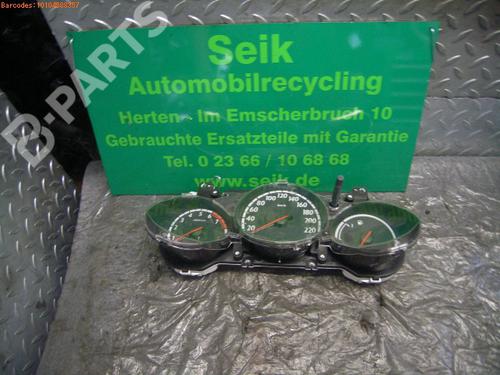 Barcodes:10104868357
B-PARTS
Seik
Automobilrecycling
Herten - Im Emscherbruch 10
Gebrauchte Ersatzteile mit Garantie
Tel. 0 23 66 / 10 68 68
www.seik.de
20 40 60 80 100 120 140 160 180 200 220